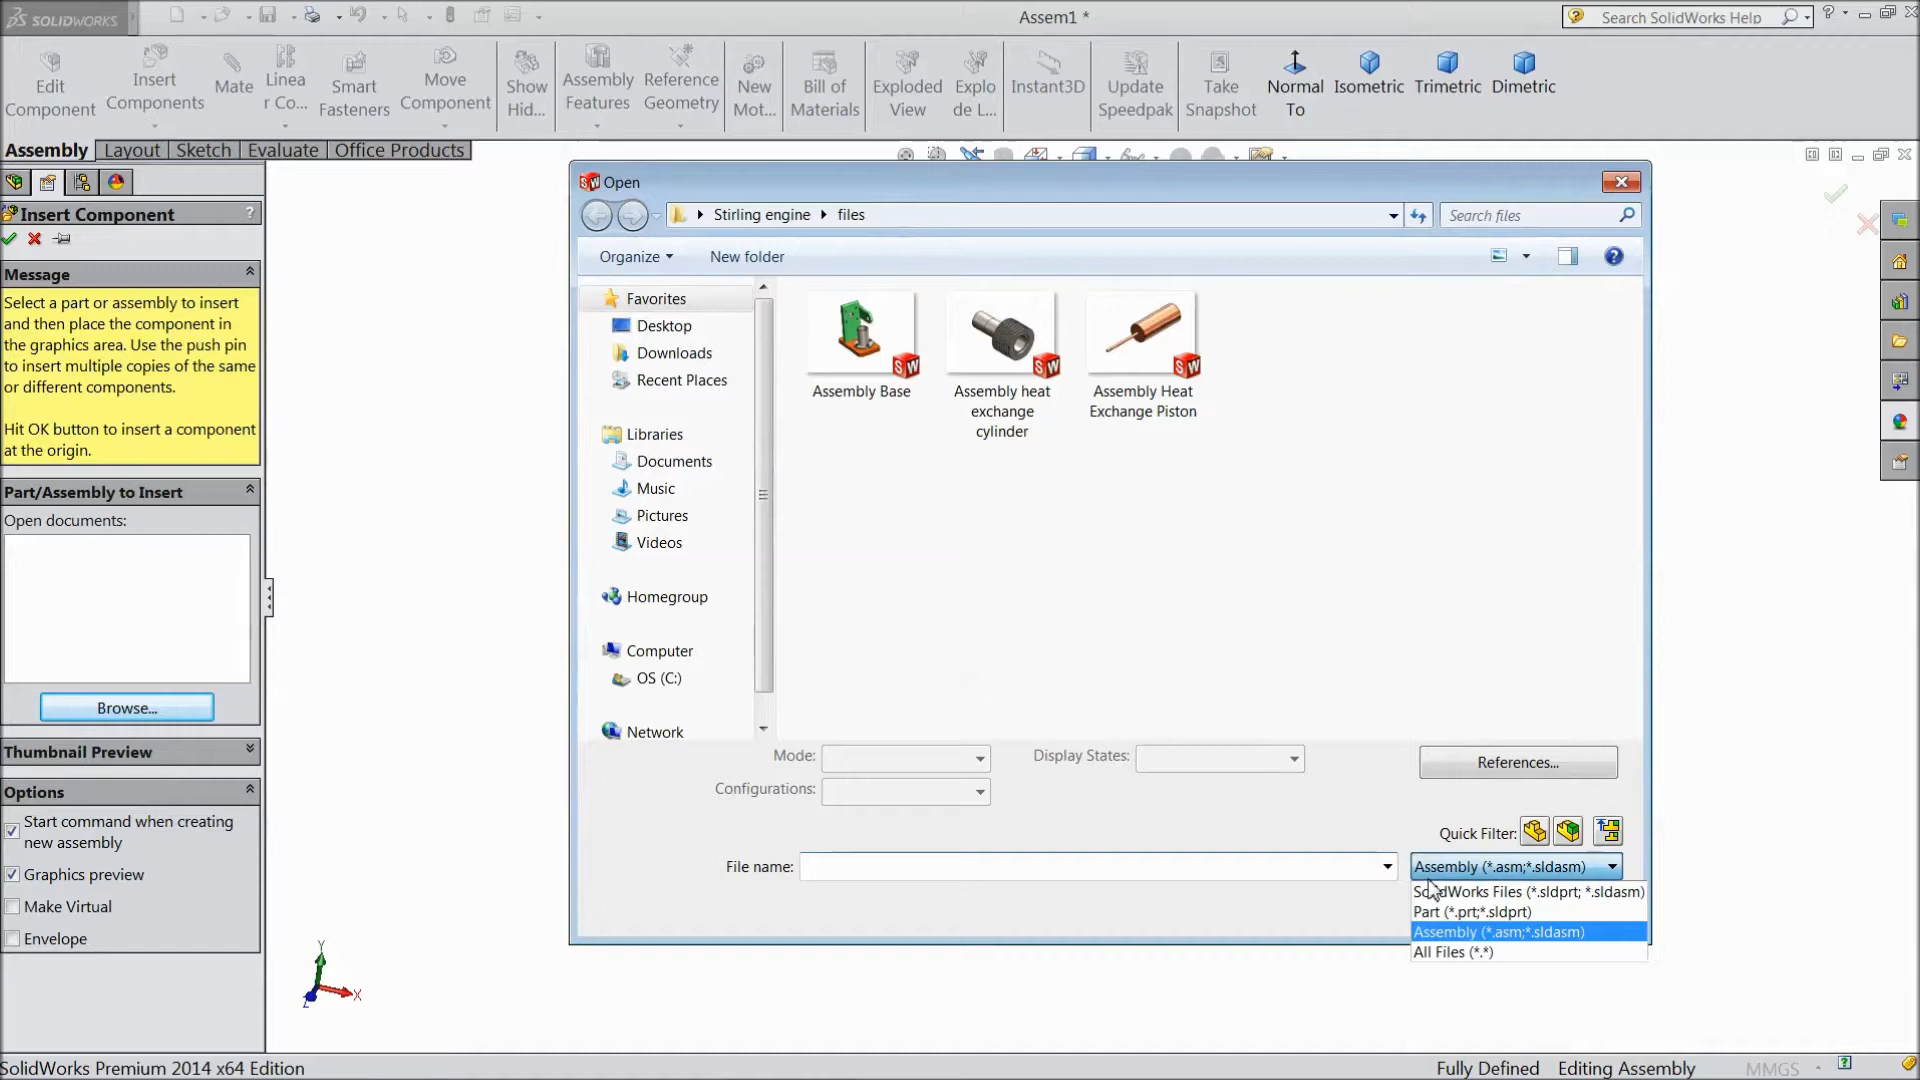 SOLIDWORKS
Assem1 *
Search SolidWorks Help
Edit Component
Insert Components
Mate
Linea r Co...
Smart Fasteners
Move Component
Show Hid...
Assembly Features
Reference Geometry
New Mot...
Bill of Materials
Exploded View
Explo de L...
Instant3D
Update Speedpak
Take Snapshot
Normal To
Isometric
Trimetric
Dimetric
Assembly Layout Sketch Evaluate Office Products
Insert Component ?
Message
Select a part or assembly to insert
and then place the component in
the graphics area. Use the push pin
to insert multiple copies of the same
or different components.
Hit OK button to insert a component
at the origin.
Part/Assembly to Insert
Open documents:
Browse...
Thumbnail Preview
Options
Start command when creating
new assembly
Graphics preview
Make Virtual
Envelope
Y
X
Z
Open
Stirling engine files
Search files
Organize New folder
Favorites
Desktop
Downloads
Recent Places
Libraries
Documents
Music
Pictures
Videos
Homegroup
Computer
OS (C:)
Network
Assembly Base
Assembly heat
exchange
cylinder
Assembly Heat
Exchange Piston
Mode:
Display States:
References...
Configurations:
Quick Filter:
File name:
Assembly (*.asm;*.sldasm)
SolidWorks Files (*.sldprt; *.sldasm)
Part (*.prt;*.sldprt)
Assembly (*.asm;*.sldasm)
All Files (*.*)
SolidWorks Premium 2014 x64 Edition
Fully Defined Editing Assembly MMGS